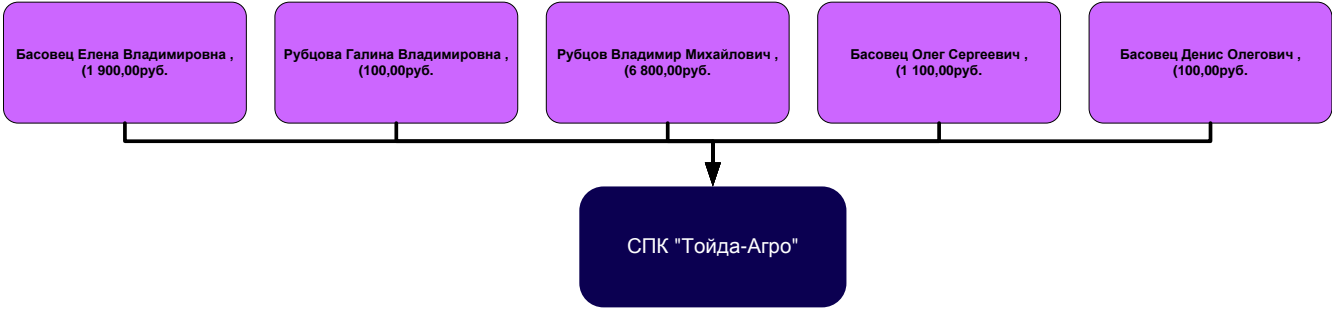 Басовец Елена Владимировна ,
(1 900,00руб.
Рубцова Галина Владимировна ,
(100,00руб.
Рубцов Владимир Михайлович ,
(6 800,00руб.
Басовец Олег Сергеевич ,
(1 100,00руб.
Басовец Денис Олегович ,
(100,00руб.
СПК "Тойда-Агро"